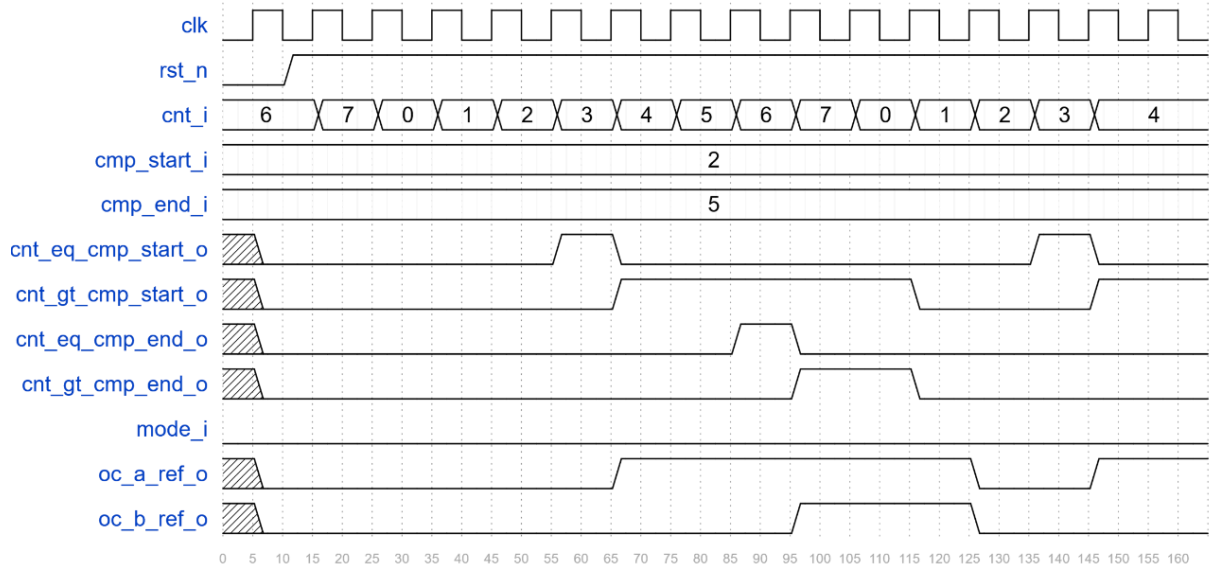 clk
rst_n
cnt_i 6 7 0 1 2 3 4 5 6 7 0 1 2 3 4
cmp_start_i 2
cmp_end_i 5
cnt_eq_cmp_start_o
cnt_gt_cmp_start_o
cnt_eq_cmp_end_o
cnt_gt_cmp_end_o
mode_i
oc_a_ref_o
oc_b_ref_o
0 5 10 15 20 25 30 35 40 45 50 55 60 65 70 75 80 85 90 95 100 105 110 115 120 125 130 135 140 145 150 155 160